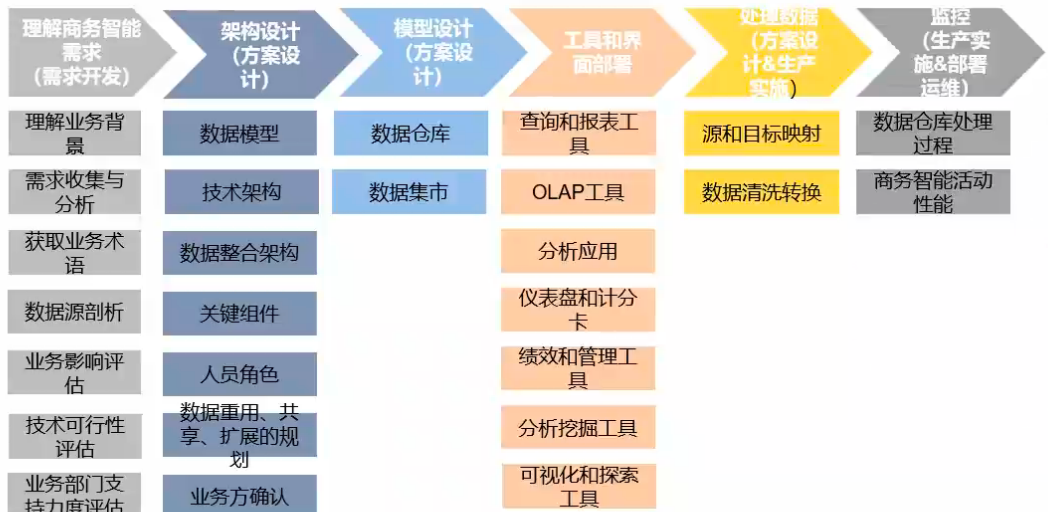 理解商务智能
需求
（需求开发）
架构设计
（方案设
计）
模型设计
（方案设
计）
工具和界
面部署
处理数据
（方案设
计&生产
实施）
监控
（生产实
施&部署
运维）
理解业务背
景
需求收集与
分析
获取业务术
语
数据源剖析
业务影响评
估
技术可行性
评估
业务部门支
持力度评估
数据模型
技术架构
数据整合架构
关键组件
人员角色
数据重用、共
享、扩展的规
划
业务方确认
数据仓库
数据集市
查询和报表工
具
OLAP工具
分析应用
仪表盘和计分
卡
绩效和管理工
具
分析挖掘工具
可视化和探索
工具
源和目标映射
数据清洗转换
数据仓库处理
过程
商务智能活动
性能